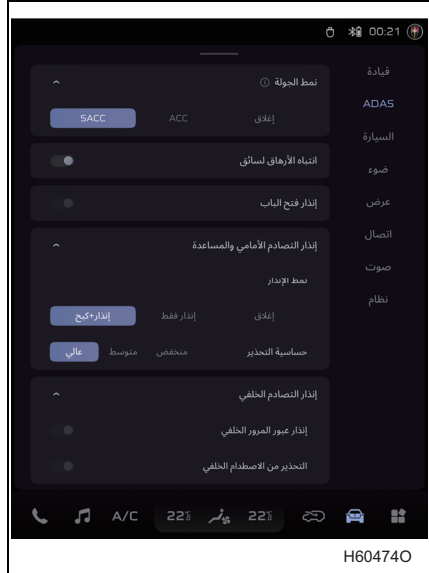 00:21
قيادة
ADAS
السيارة
ضوء
عرض
اتصال
صوت
نظام
نمط الجولة
إغلاق ACC SACC
انتباه الأرهاق لسائق
إنذار فتح الباب
إنذار التصادم الأمامي والمساعدة
نمط الإنذار
إغلاق إنذار فقط إنذار+كبح
حساسية التحذير منخفض متوسط عالي
إنذار التصادم الخلفي
إنذار عبور المرور الخلفي
التحذير من الاصطدام الخلفي
A/C 22.5 22.5
H60474O